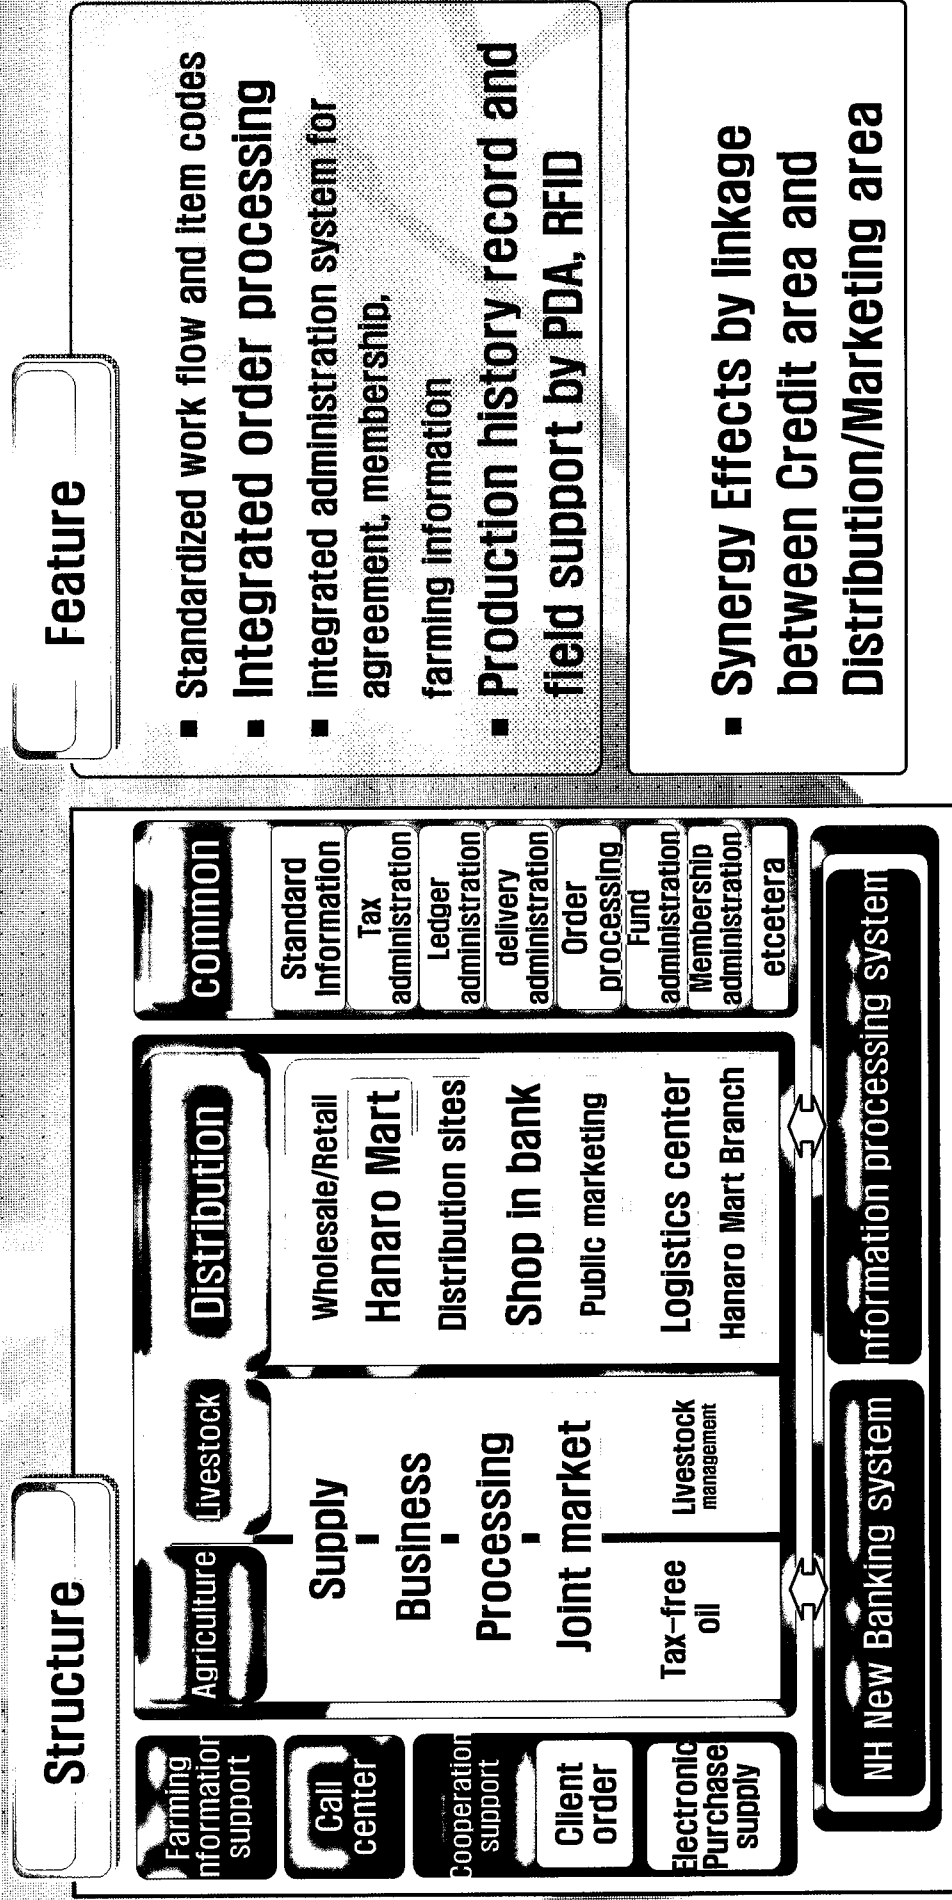 Structure
Farming
nformation
support
Call
center
Cooperation
support
Client
order
Electronic
Purchase
supply
Agriculture
Livestock
Distribution
Supply
Business
Processing
Joint market
Tax-free
oil
Livestock
management
Wholesale/Retail
Hanaro Mart
Distribution sites
Shop in bank
Public marketing
Logistics center
Hanaro Mart Branch
common
Standard
Information
Tax
administration
Ledger
administration
delivery
administration
Order
processing
Fund
administration
Membership
administration
etcetera
NH New Banking system
nformation processing system
Feature
▪ Standardized work flow and item codes
▪ Integrated order processing
▪ integrated administration system for
agreement, membership,
farming information
▪ Production history record and
field support by PDA, RFID
▪ Synergy Effects by linkage
between Credit area and
Distribution/Marketing area